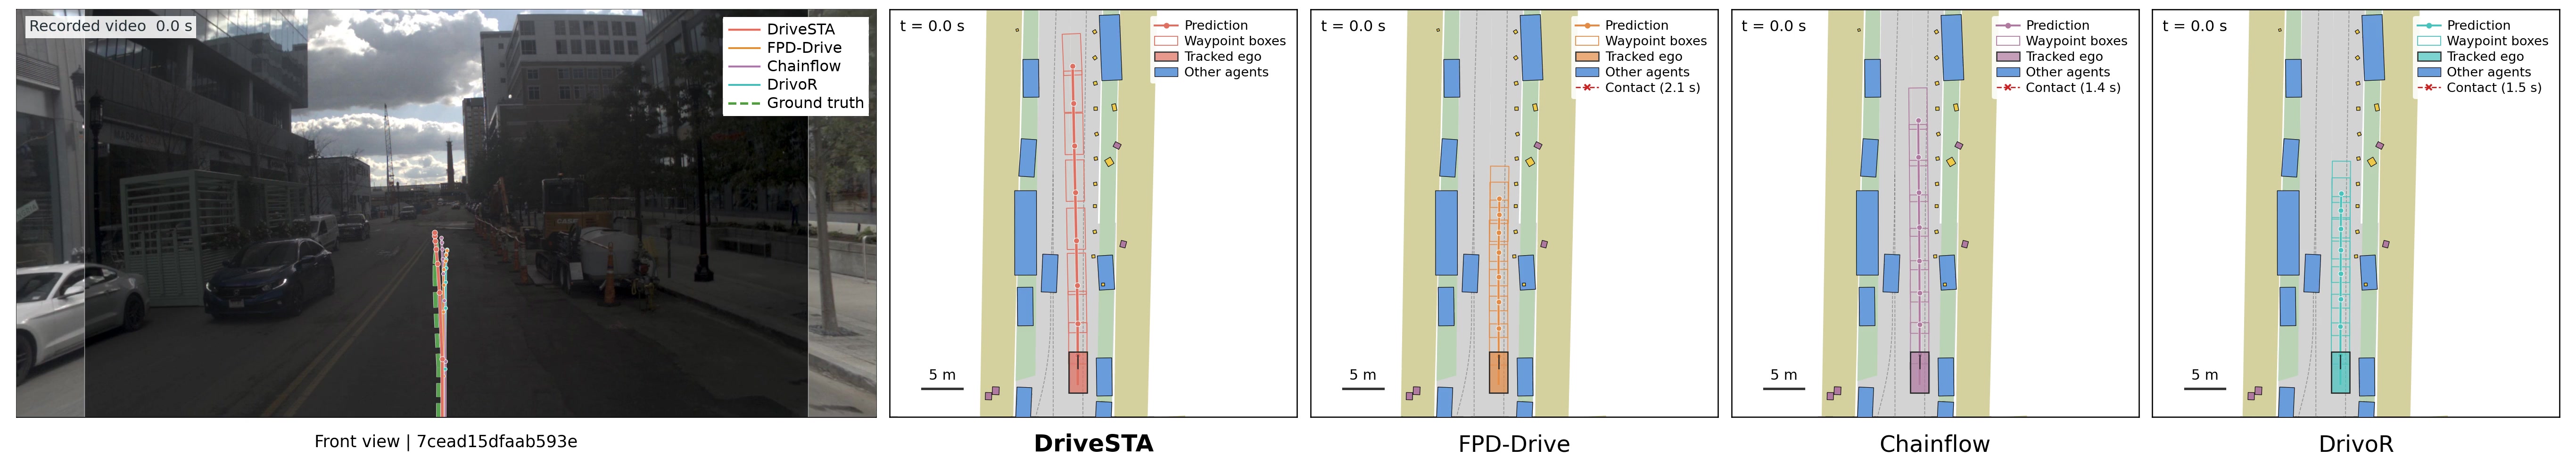 Recorded video 0.0 s
DriveSTA
FPD-Drive
Chainflow
DrivoR
Ground truth
Front view | 7cead15dfaab593e
t = 0.0 s
Prediction
Waypoint boxes
Tracked ego
Other agents
5 m
DriveSTA
t = 0.0 s
Prediction
Waypoint boxes
Tracked ego
Other agents
Contact (2.1 s)
5 m
FPD-Drive
t = 0.0 s
Prediction
Waypoint boxes
Tracked ego
Other agents
Contact (1.4 s)
5 m
Chainflow
t = 0.0 s
Prediction
Waypoint boxes
Tracked ego
Other agents
Contact (1.5 s)
5 m
DrivoR